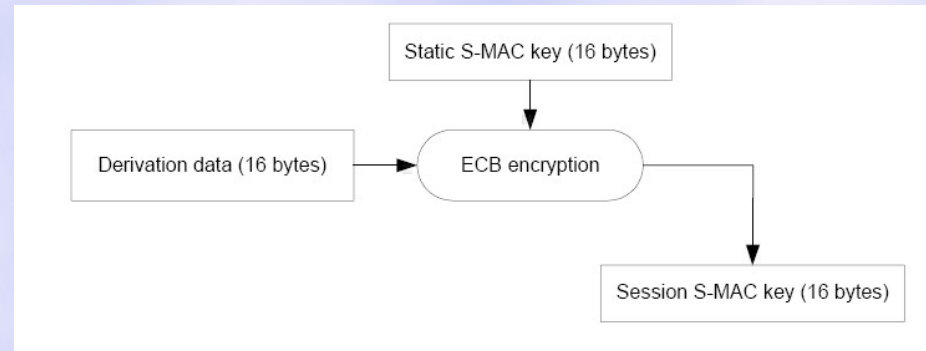 Static S-MAC key (16 bytes)
Derivation data (16 bytes)
ECB encryption
Session S-MAC key (16 bytes)